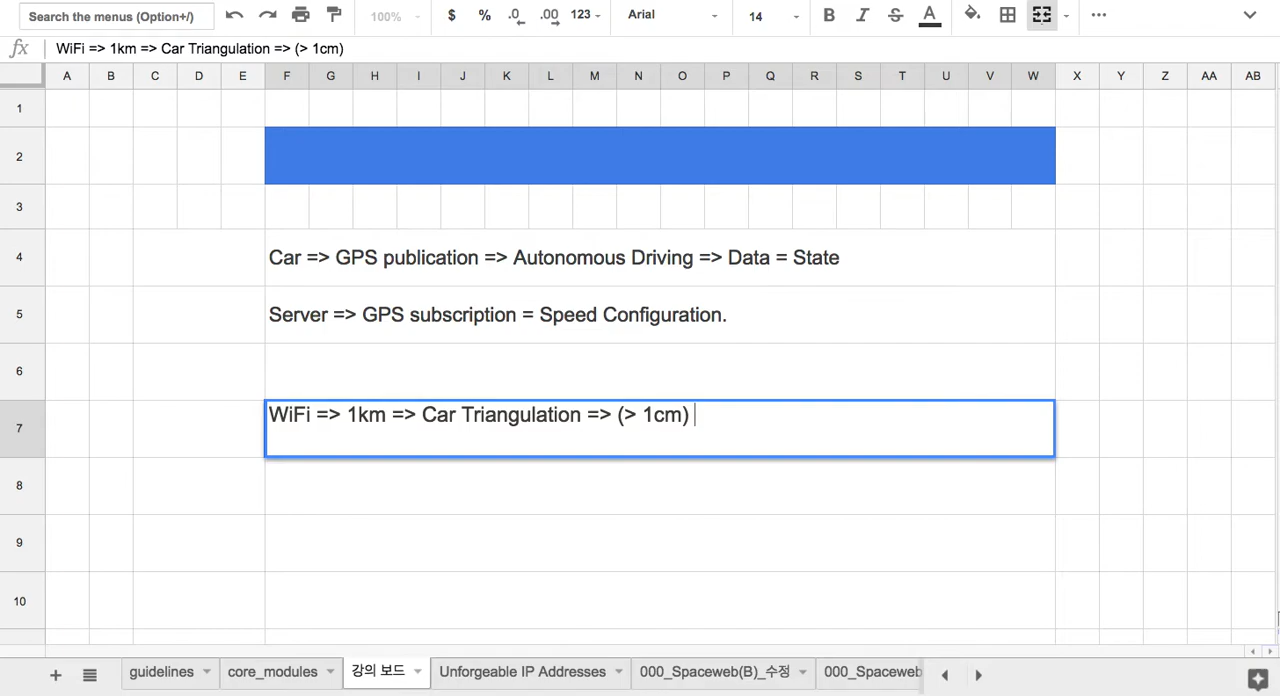 Search the menus (Option+/) 100% $ % .0 .00 123 Arial 14 B I S A
fx WiFi => 1km => Car Triangulation => (> 1cm)
A B C D E F G H I J K L M N O P Q R S T U V W X Y Z AA AB
1
2
3
4 Car => GPS publication => Autonomous Driving => Data = State
5 Server => GPS subscription = Speed Configuration.
6
7 WiFi => 1km => Car Triangulation => (> 1cm)
8
9
10
guidelines core_modules 강의 보드 Unforgeable IP Addresses 000_Spaceweb(B)_수정 000_Spaceweb